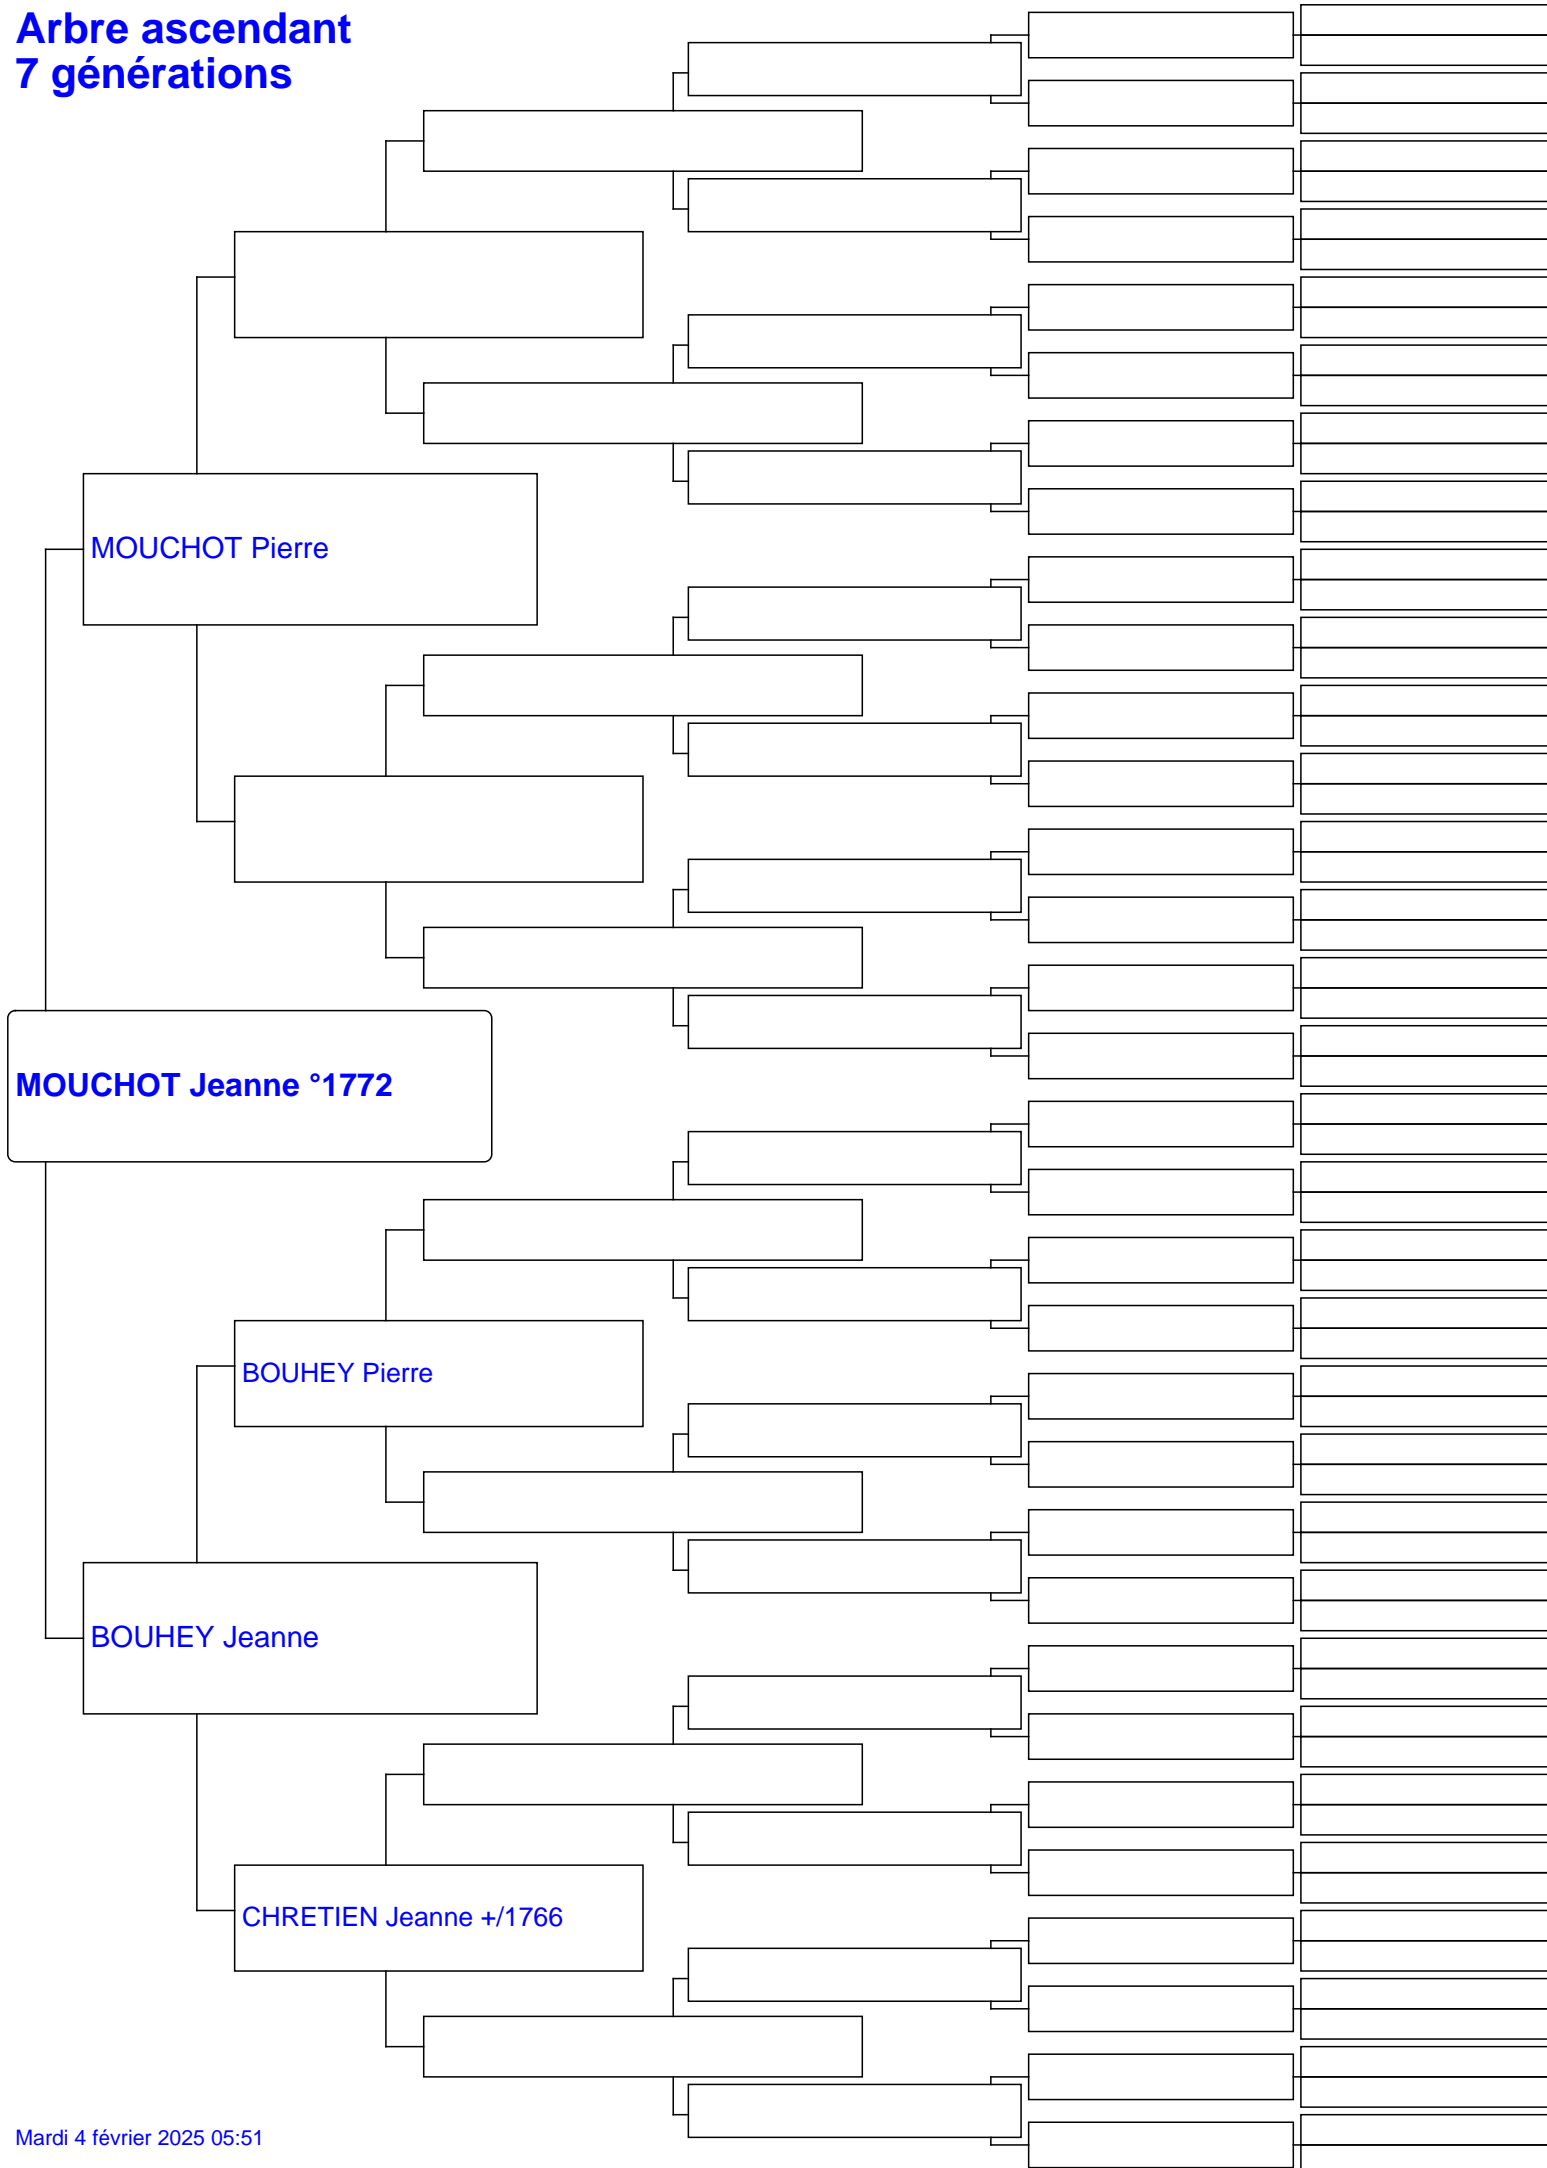 Arbre ascendant
7 générations
MOUCHOT Pierre
MOUCHOT Jeanne °1772
BOUHEY Pierre
BOUHEY Jeanne
CHRETIEN Jeanne +/1766
Mardi 4 février 2025 05:51